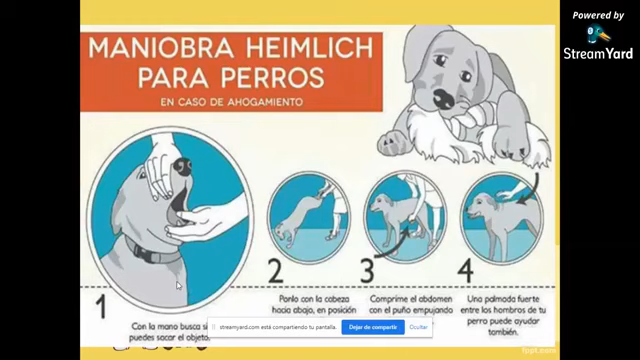 Powered by
StreamYard
MANIOBRA HEIMLICH
PARA PERROS
EN CASO DE AHOGAMIENTO
1
Con la mano busca si
puedes sacar el objeto.
2
Ponlo con la cabeza
hacia abajo, en posición
3
Comprime el abdomen
con el puño empujando
4
Una palmada fuerte
entre los hombros de tu
perro puede ayudar
también.
streamyard.com está compartiendo tu pantalla.
Dejar de compartir
Ocultar